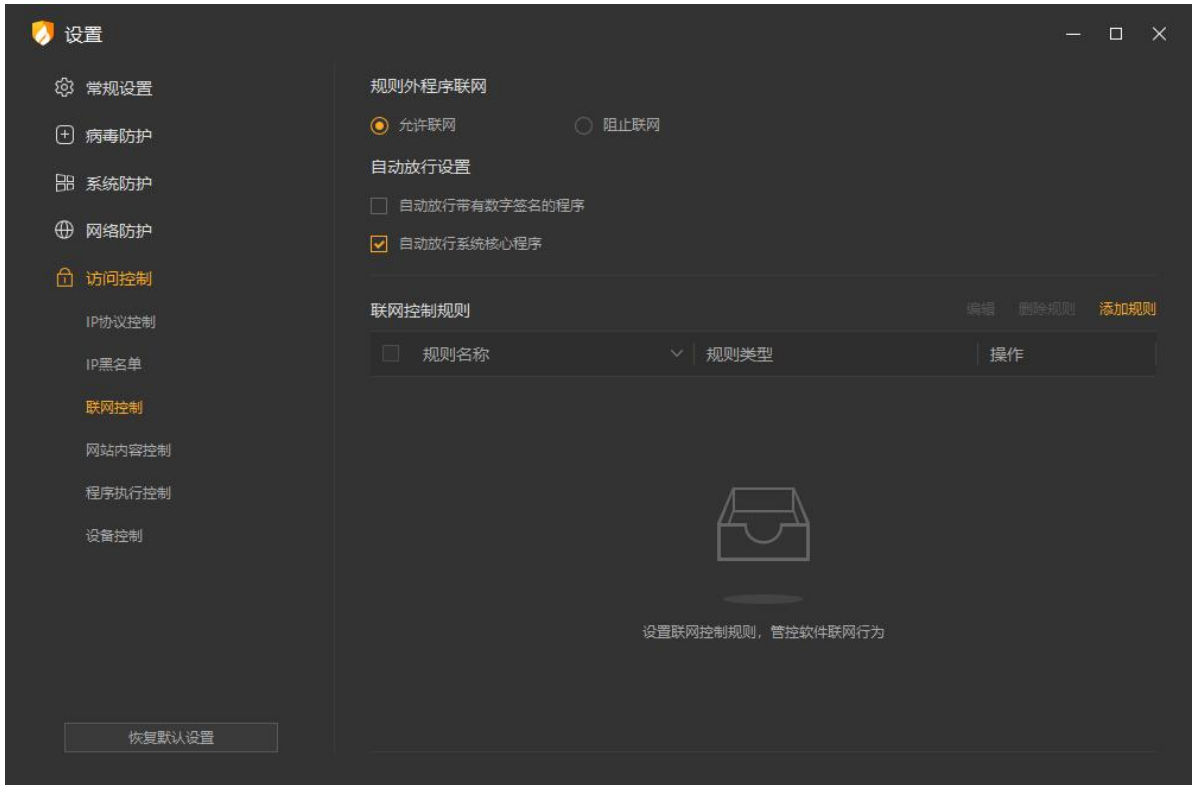 设置
常规设置
病毒防护
系统防护
网络防护
访问控制
IP协议控制
IP黑名单
联网控制
网站内容控制
程序执行控制
设备控制
恢复默认设置
规则外程序联网
允许联网 阻止联网
自动放行设置
自动放行带有数字签名的程序
自动放行系统核心程序
联网控制规则 编辑 删除规则 添加规则
规则名称 规则类型 操作
设置联网控制规则，管控软件联网行为